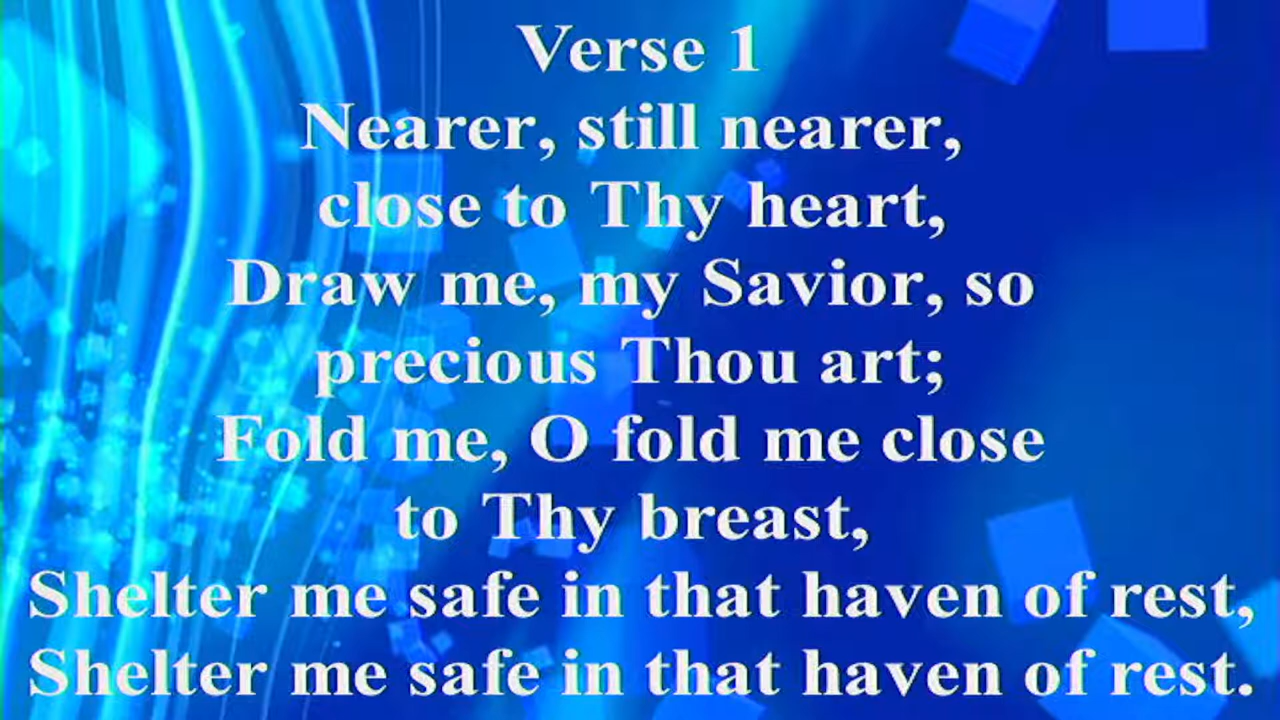 Verse 1
Nearer, still nearer,
close to Thy heart,
Draw me, my Savior, so
precious Thou art;
Fold me, O fold me close
to Thy breast,
Shelter me safe in that haven of rest,
Shelter me safe in that haven of rest.